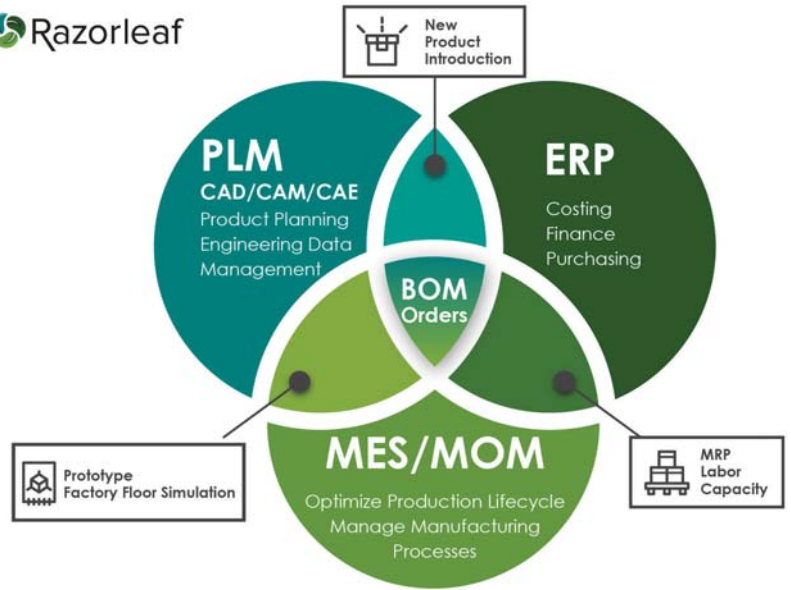 Razorleaf
New
Product
Introduction
PLM
CAD/CAM/CAE
Product Planning
Engineering Data
Management
ERP
Costing
Finance
Purchasing
BOM
Orders
Prototype
Factory Floor Simulation
MES/MOM
Optimize Production Lifecycle
Manage Manufacturing
Processes
MRP
Labor
Capacity